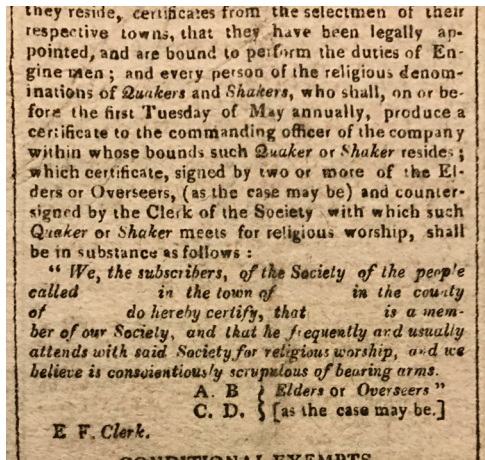 they reside, certificates from the selectmen of their
respective towns, that they have been legally ap-
pointed, and are bound to perform the duties of En-
gine men ; and every person of the religious denom-
inations of Quakers and Shakers, who shall, on or be-
fore the first Tuesday of May annually, produce a
certificate to the commanding officer of the company
within whose bounds such Quaker or Shaker resides ;
which certificate, signed by two or more of the El-
ders or Overseers, (as the case may be) and counter-
signed by the Clerk of the Society with which such
Quaker or Shaker meets for religious worship, shall
be in substance as follows :
" We, the subscribers, of the Society of the people
called in the town of in the county
of do hereby certify, that is a mem-
ber of our Society, and that he frequently and usually
attends with said Society for religious worship, and we
believe is conscientiously scrupulous of bearing arms.
A. B } Elders or Overseers "
C. D. } [as the case may be.]
E F. Clerk.
CONDITIONAL EXEMPTS